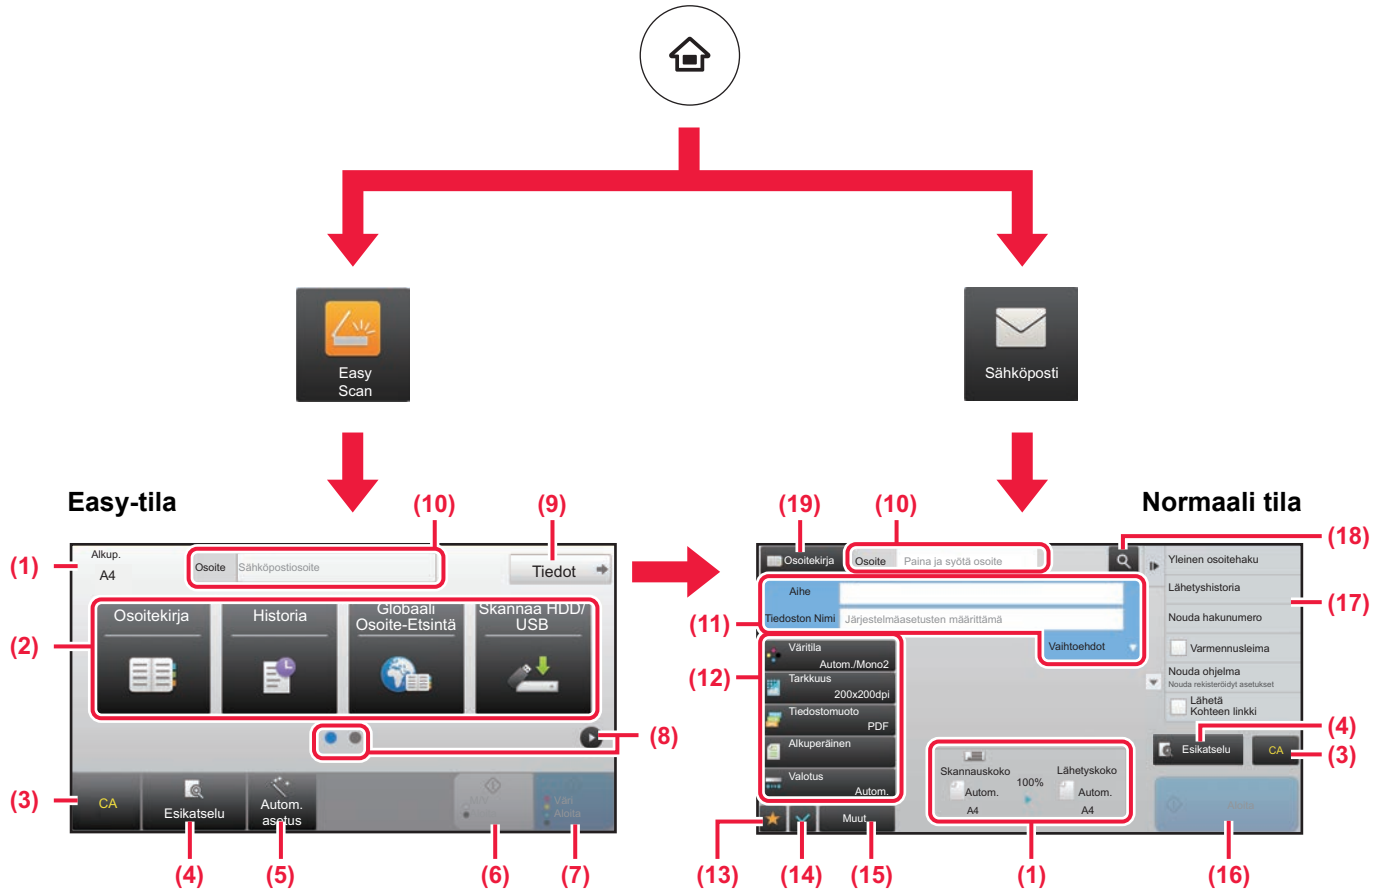 Easy
Scan
Sähköposti
Easy-tila
Normaali tila
(10)
(9)
(19)
(10)
(18)
(1)
Alkup.
A4
Osoite
Sähköpostiosoite
Tiedot
(2)
Osoitekirja
Historia
Globaali
Osoite-Etsintä
Skannaa HDD/
USB
(8)
(3)
CA
Esikatselu
Autom.
asetus
Väri
Aloita
(4)
(5)
(6)
(7)
Osoitekirja
Osoite
Paina ja syötä osoite
Aihe
(11)
Tiedoston Nimi
Järjestelmäasetusten määrittämä
Vaihtoehdot
(12)
Väritila
Autom./Mono2
Tarkkuus
200x200dpi
Tiedostomuoto
PDF
Alkuperäinen
Valotus
Autom.
Muut
Skannauskoko
Autom.
A4
100%
Lähetyskoko
Autom.
A4
Yleinen osoitehaku
Lähetyshistoria
(17)
Nouda hakunumero
Varmennusleima
Nouda ohjelma
Nouda rekisteröidyt asetukset
Lähetä
Kohteen linkki
(4)
Esikatselu
CA
(3)
(13)
(14)
(15)
(1)
(16)